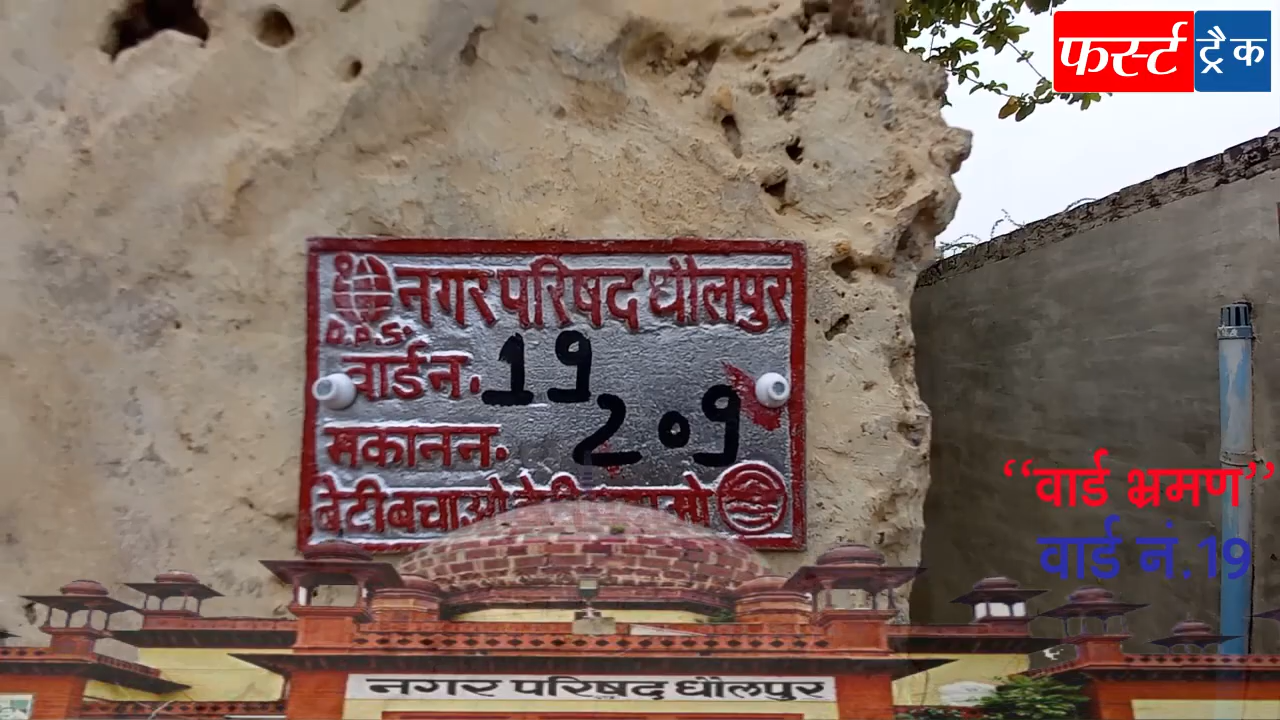 फर्स्ट ट्रैक
नगर परिषद धौलपुर
D.P.S.
वार्ड न. 19
मकान न. 209
बेटी बचाओ बेटी
“वार्ड भ्रमण”
वार्ड नं.19
नगर परिषद धौलपुर